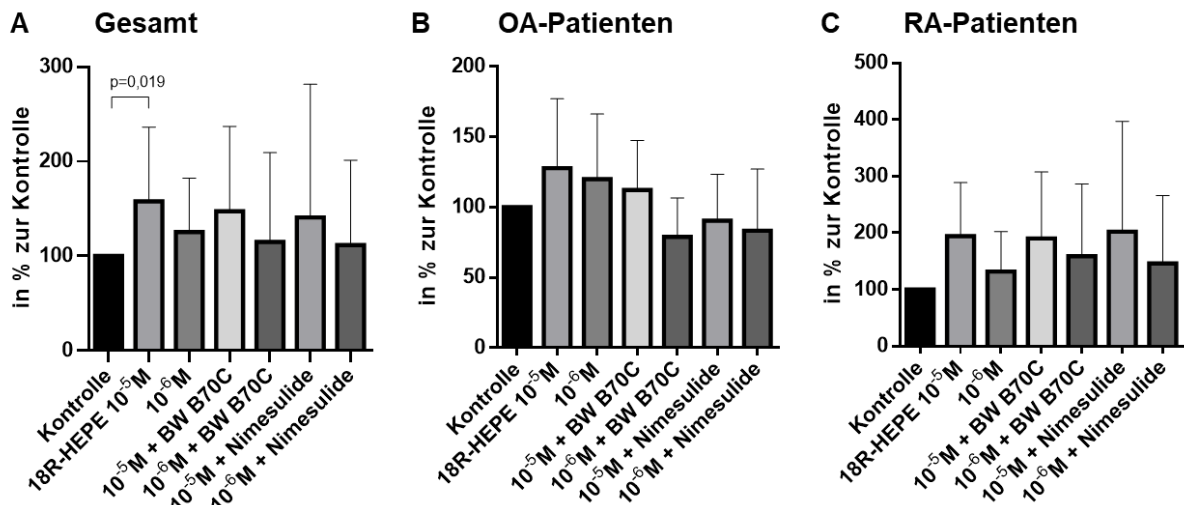 A Gesamt
in % zur Kontrolle
300
200
100
0
p=0,019
Kontrolle
18R-HEPE 10⁻⁵M
10⁻⁶M
10⁻⁵M + BW B70C
10⁻⁶M + BW B70C
10⁻⁵M + Nimesulide
10⁻⁶M + Nimesulide
B OA-Patienten
in % zur Kontrolle
200
150
100
50
0
Kontrolle
18R-HEPE 10⁻⁵M
10⁻⁶M
10⁻⁵M + BW B70C
10⁻⁶M + BW B70C
10⁻⁵M + Nimesulide
10⁻⁶M + Nimesulide
C RA-Patienten
in % zur Kontrolle
500
400
300
200
100
0
Kontrolle
18R-HEPE 10⁻⁵M
10⁻⁶M
10⁻⁵M + BW B70C
10⁻⁶M + BW B70C
10⁻⁵M + Nimesulide
10⁻⁶M + Nimesulide